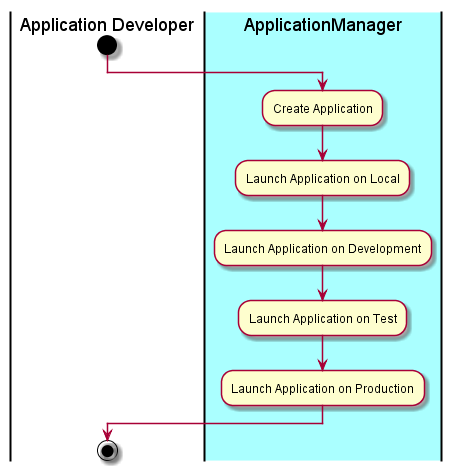 Application Developer
ApplicationManager
Create Application
Launch Application on Local
Launch Application on Development
Launch Application on Test
Launch Application on Production